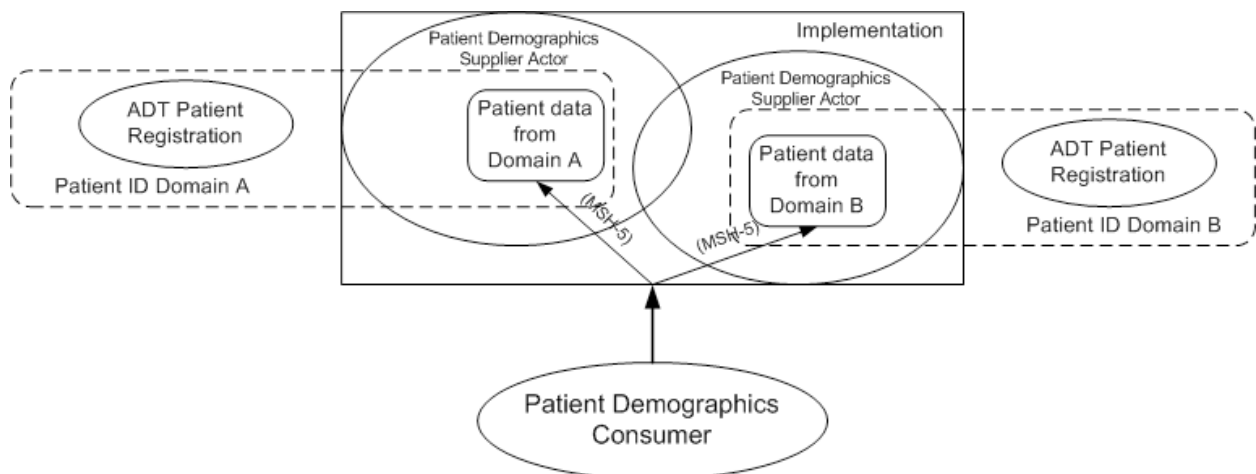 Implementation
Patient Demographics
Supplier Actor
Patient Demographics
Supplier Actor
ADT Patient
Registration
Patient ID Domain A
Patient data
from
Domain A
Patient data
from
Domain B
ADT Patient
Registration
Patient ID Domain B
(MSH-5)
(MSH-5)
Patient Demographics
Consumer